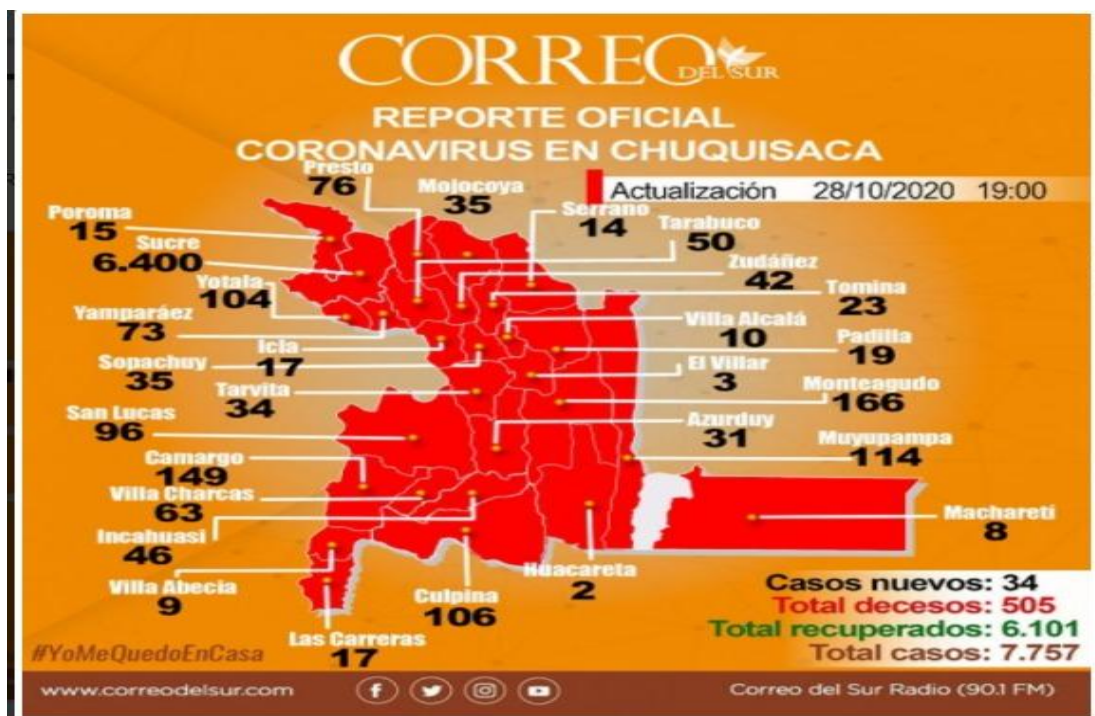 CORREO
DEL SUR
REPORTE OFICIAL
CORONAVIRUS EN CHUQUISACA
Actualización 28/10/2020 19:00
Presto
76
Mojocoya
35
Serrano
14
Tarabuco
50
Poroma
15
Sucre
6.400
Zudáñez
42
Yotala
104
Tomina
23
Yamparáez
73
Villa Alcalá
10
Padilla
19
Icla
17
Sopachuy
35
El Villar
3
Tarvita
34
Monteagudo
166
San Lucas
96
Azurduy
31
Muyupampa
114
Camargo
149
Villa Charcas
63
Machareti
8
Incahuasi
46
Villa Abecia
9
Culpina
106
Huacareta
2
Las Carreras
17
Casos nuevos: 34
Total decesos: 505
Total recuperados: 6.101
Total casos: 7.757
#YoMeQuedoEnCasa
www.correodelsur.com
Correo del Sur Radio (90.1 FM)